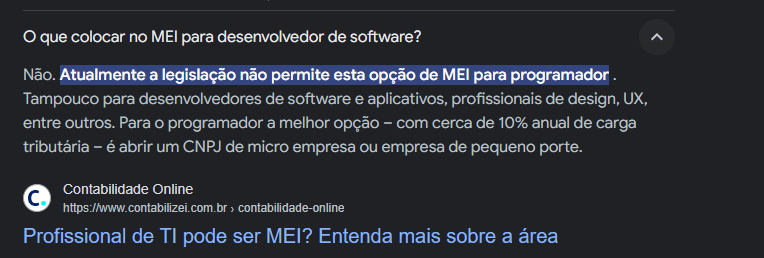 O que colocar no MEI para desenvolvedor de software?
Não. Atualmente a legislação não permite esta opção de MEI para programador .
Tampouco para desenvolvedores de software e aplicativos, profissionais de design, UX,
entre outros. Para o programador a melhor opção – com cerca de 10% anual de carga
tributária – é abrir um CNPJ de micro empresa ou empresa de pequeno porte.
C.
Contabilidade Online
https://www.contabilizei.com.br › contabilidade-online
Profissional de TI pode ser MEI? Entenda mais sobre a área